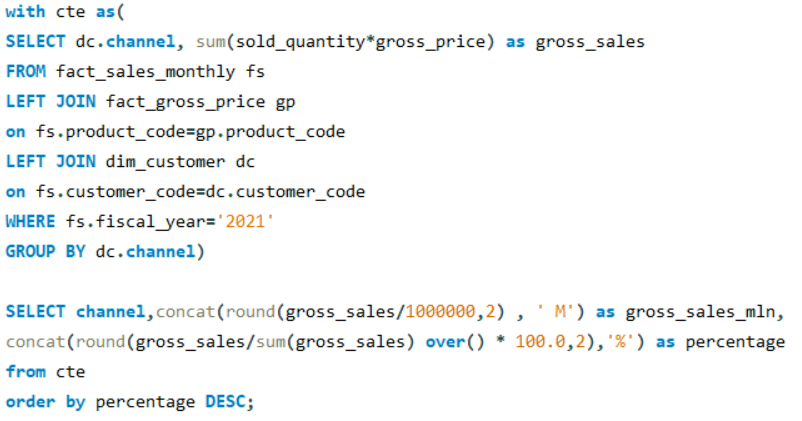 with cte as(
SELECT dc.channel, sum(sold_quantity*gross_price) as gross_sales
FROM fact_sales_monthly fs
LEFT JOIN fact_gross_price gp
on fs.product_code=gp.product_code
LEFT JOIN dim_customer dc
on fs.customer_code=dc.customer_code
WHERE fs.fiscal_year='2021'
GROUP BY dc.channel)
SELECT channel,concat(round(gross_sales/1000000,2) , ' M') as gross_sales_mln,
concat(round(gross_sales/sum(gross_sales) over() * 100.0,2),'%') as percentage
from cte
order by percentage DESC;